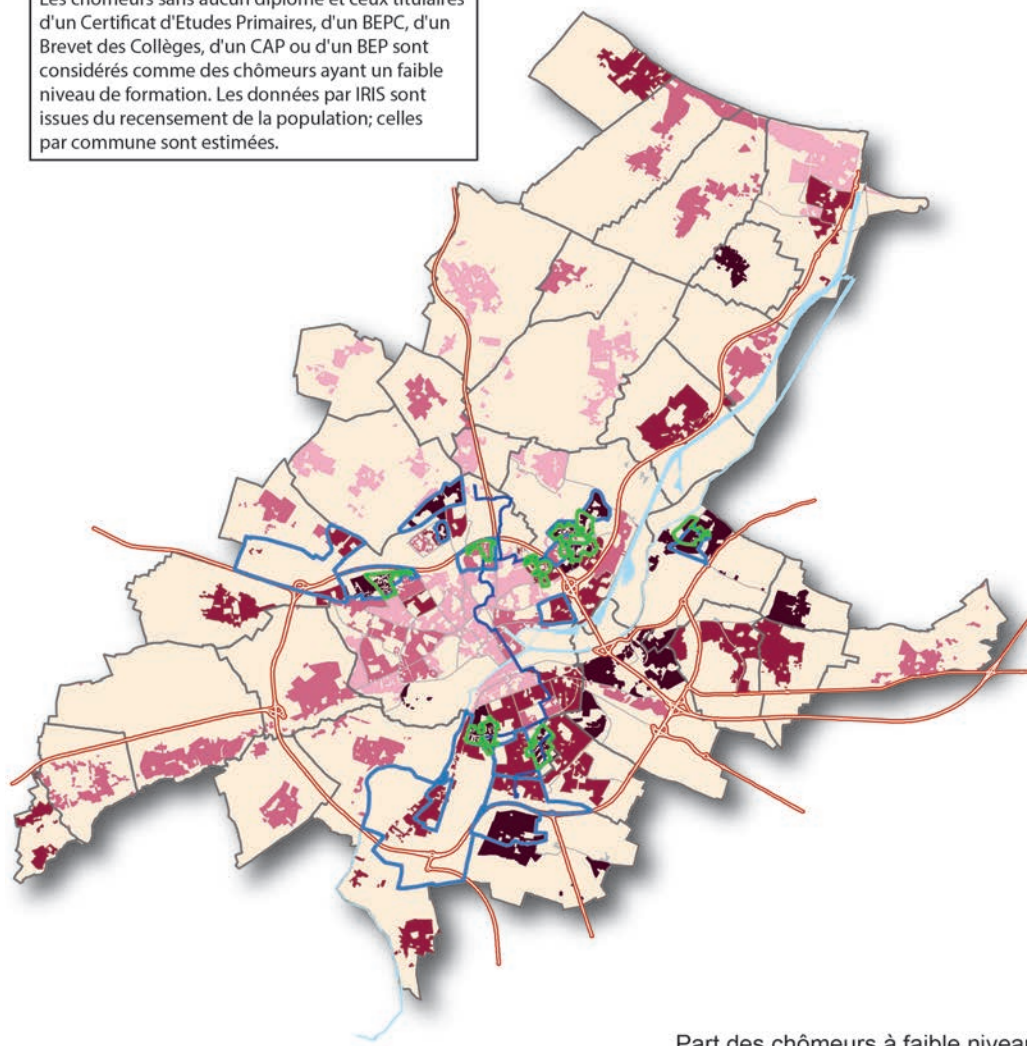 Les chômeurs sans aucun diplôme et ceux titulaires
d'un Certificat d'Etudes Primaires, d'un BEPC, d'un
Brevet des Collèges, d'un CAP ou d'un BEP sont
considérés comme des chômeurs ayant un faible
niveau de formation. Les données par IRIS sont
issues du recensement de la population; celles
par commune sont estimées.
Part des chômeurs à faible niveau